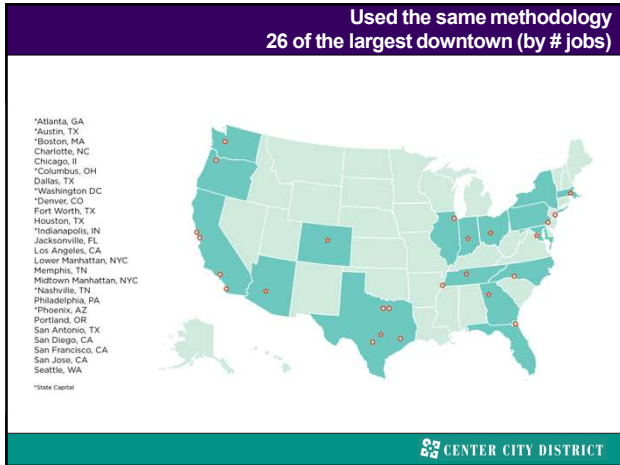 Used the same methodology
26 of the largest downtown (by # jobs)
*Atlanta, GA
*Austin, TX
*Boston, MA
Charlotte, NC
Chicago, Il
*Columbus, OH
Dallas, TX
*Washington DC
*Denver, CO
Fort Worth, TX
Houston, TX
*Indianapolis, IN
Jacksonville, FL
Los Angeles, CA
Lower Manhattan, NYC
Memphis, TN
Midtown Manhattan, NYC
*Nashville, TN
Philadelphia, PA
*Phoenix, AZ
Portland, OR
San Antonio, TX
San Diego, CA
San Francisco, CA
San Jose, CA
Seattle, WA
*State Capital
CENTER CITY DISTRICT